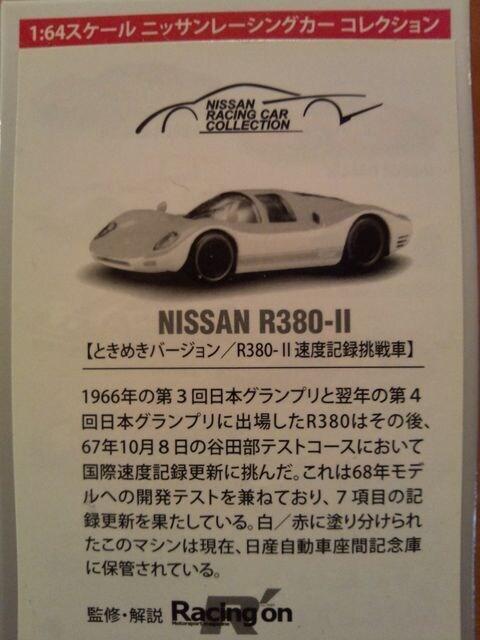 1:64スケール ニッサンレーシングカー コレクション
NISSAN
RACING CAR
COLLECTION
NISSAN R380-II
【ときめきバージョン／R380-Ⅱ速度記録挑戦車】
1966年の第３回日本グランプリと翌年の第４
回日本グランプリに出場したR380はその後、
67年10月８日の谷田部テストコースにおいて
国際速度記録更新に挑んだ。これは68年モデ
ルへの開発テストを兼ねており、７項目の記
録更新を果たしている。白／赤に塗り分けられ
たこのマシンは現在、日産自動車座間記念庫
に保管されている。
監修・解説 Racing on
Motorsport magazine
R'